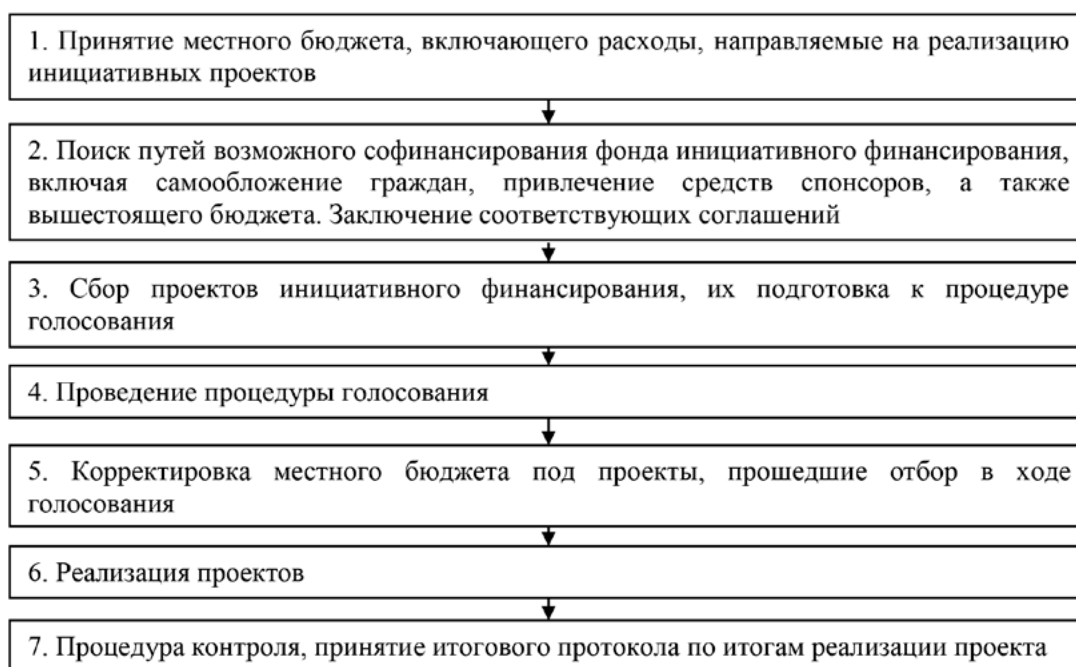 1. Принятие местного бюджета, включающего расходы, направляемые на реализацию
инициативных проектов
2. Поиск путей возможного софинансирования фонда инициативного финансирования,
включая самообложение граждан, привлечение средств спонсоров, а также
вышестоящего бюджета. Заключение соответствующих соглашений
3. Сбор проектов инициативного финансирования, их подготовка к процедуре
голосования
4. Проведение процедуры голосования
5. Корректировка местного бюджета под проекты, прошедшие отбор в ходе
голосования
6. Реализация проектов
7. Процедура контроля, принятие итогового протокола по итогам реализации проекта